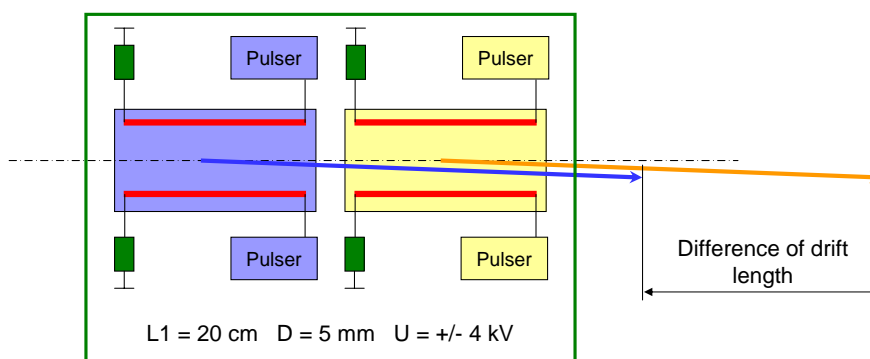 Pulser
Pulser
Pulser
Pulser
Difference of drift
length
L1 = 20 cm   D = 5 mm   U = +/- 4 kV